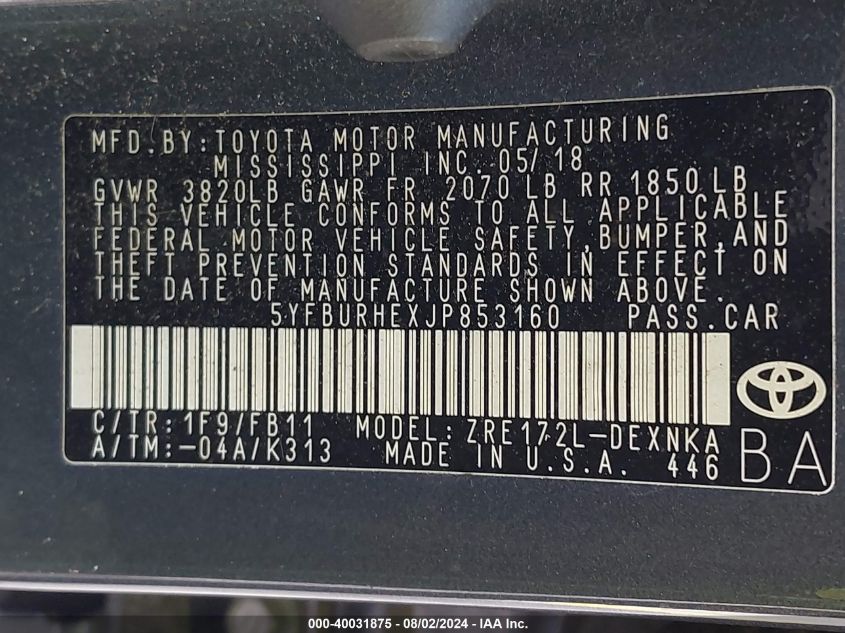 MFD.BY:TOYOTA MOTOR MANUFACTURING
MISSISSIPPI INC. 05/18
GVWR 3820LB GAWR FR 2070 LB RR 1850 LB
THIS VEHICLE CONFORMS TO ALL APPLICABLE
FEDERAL MOTOR VEHICLE SAFETY,BUMPER,AND
THEFT PREVENTION STANDARDS IN EFFECT ON
THE DATE OF MANUFACTURE SHOWN ABOVE.
5YFBURHEXJP853160 PASS.CAR
C/TR:1F9/FB11 MODEL:ZRE172L-DEXNKA
A/TM:-04A/K313 MADE IN U.S.A. 446 BA
000-40031875 - 08/02/2024 - IAA Inc.